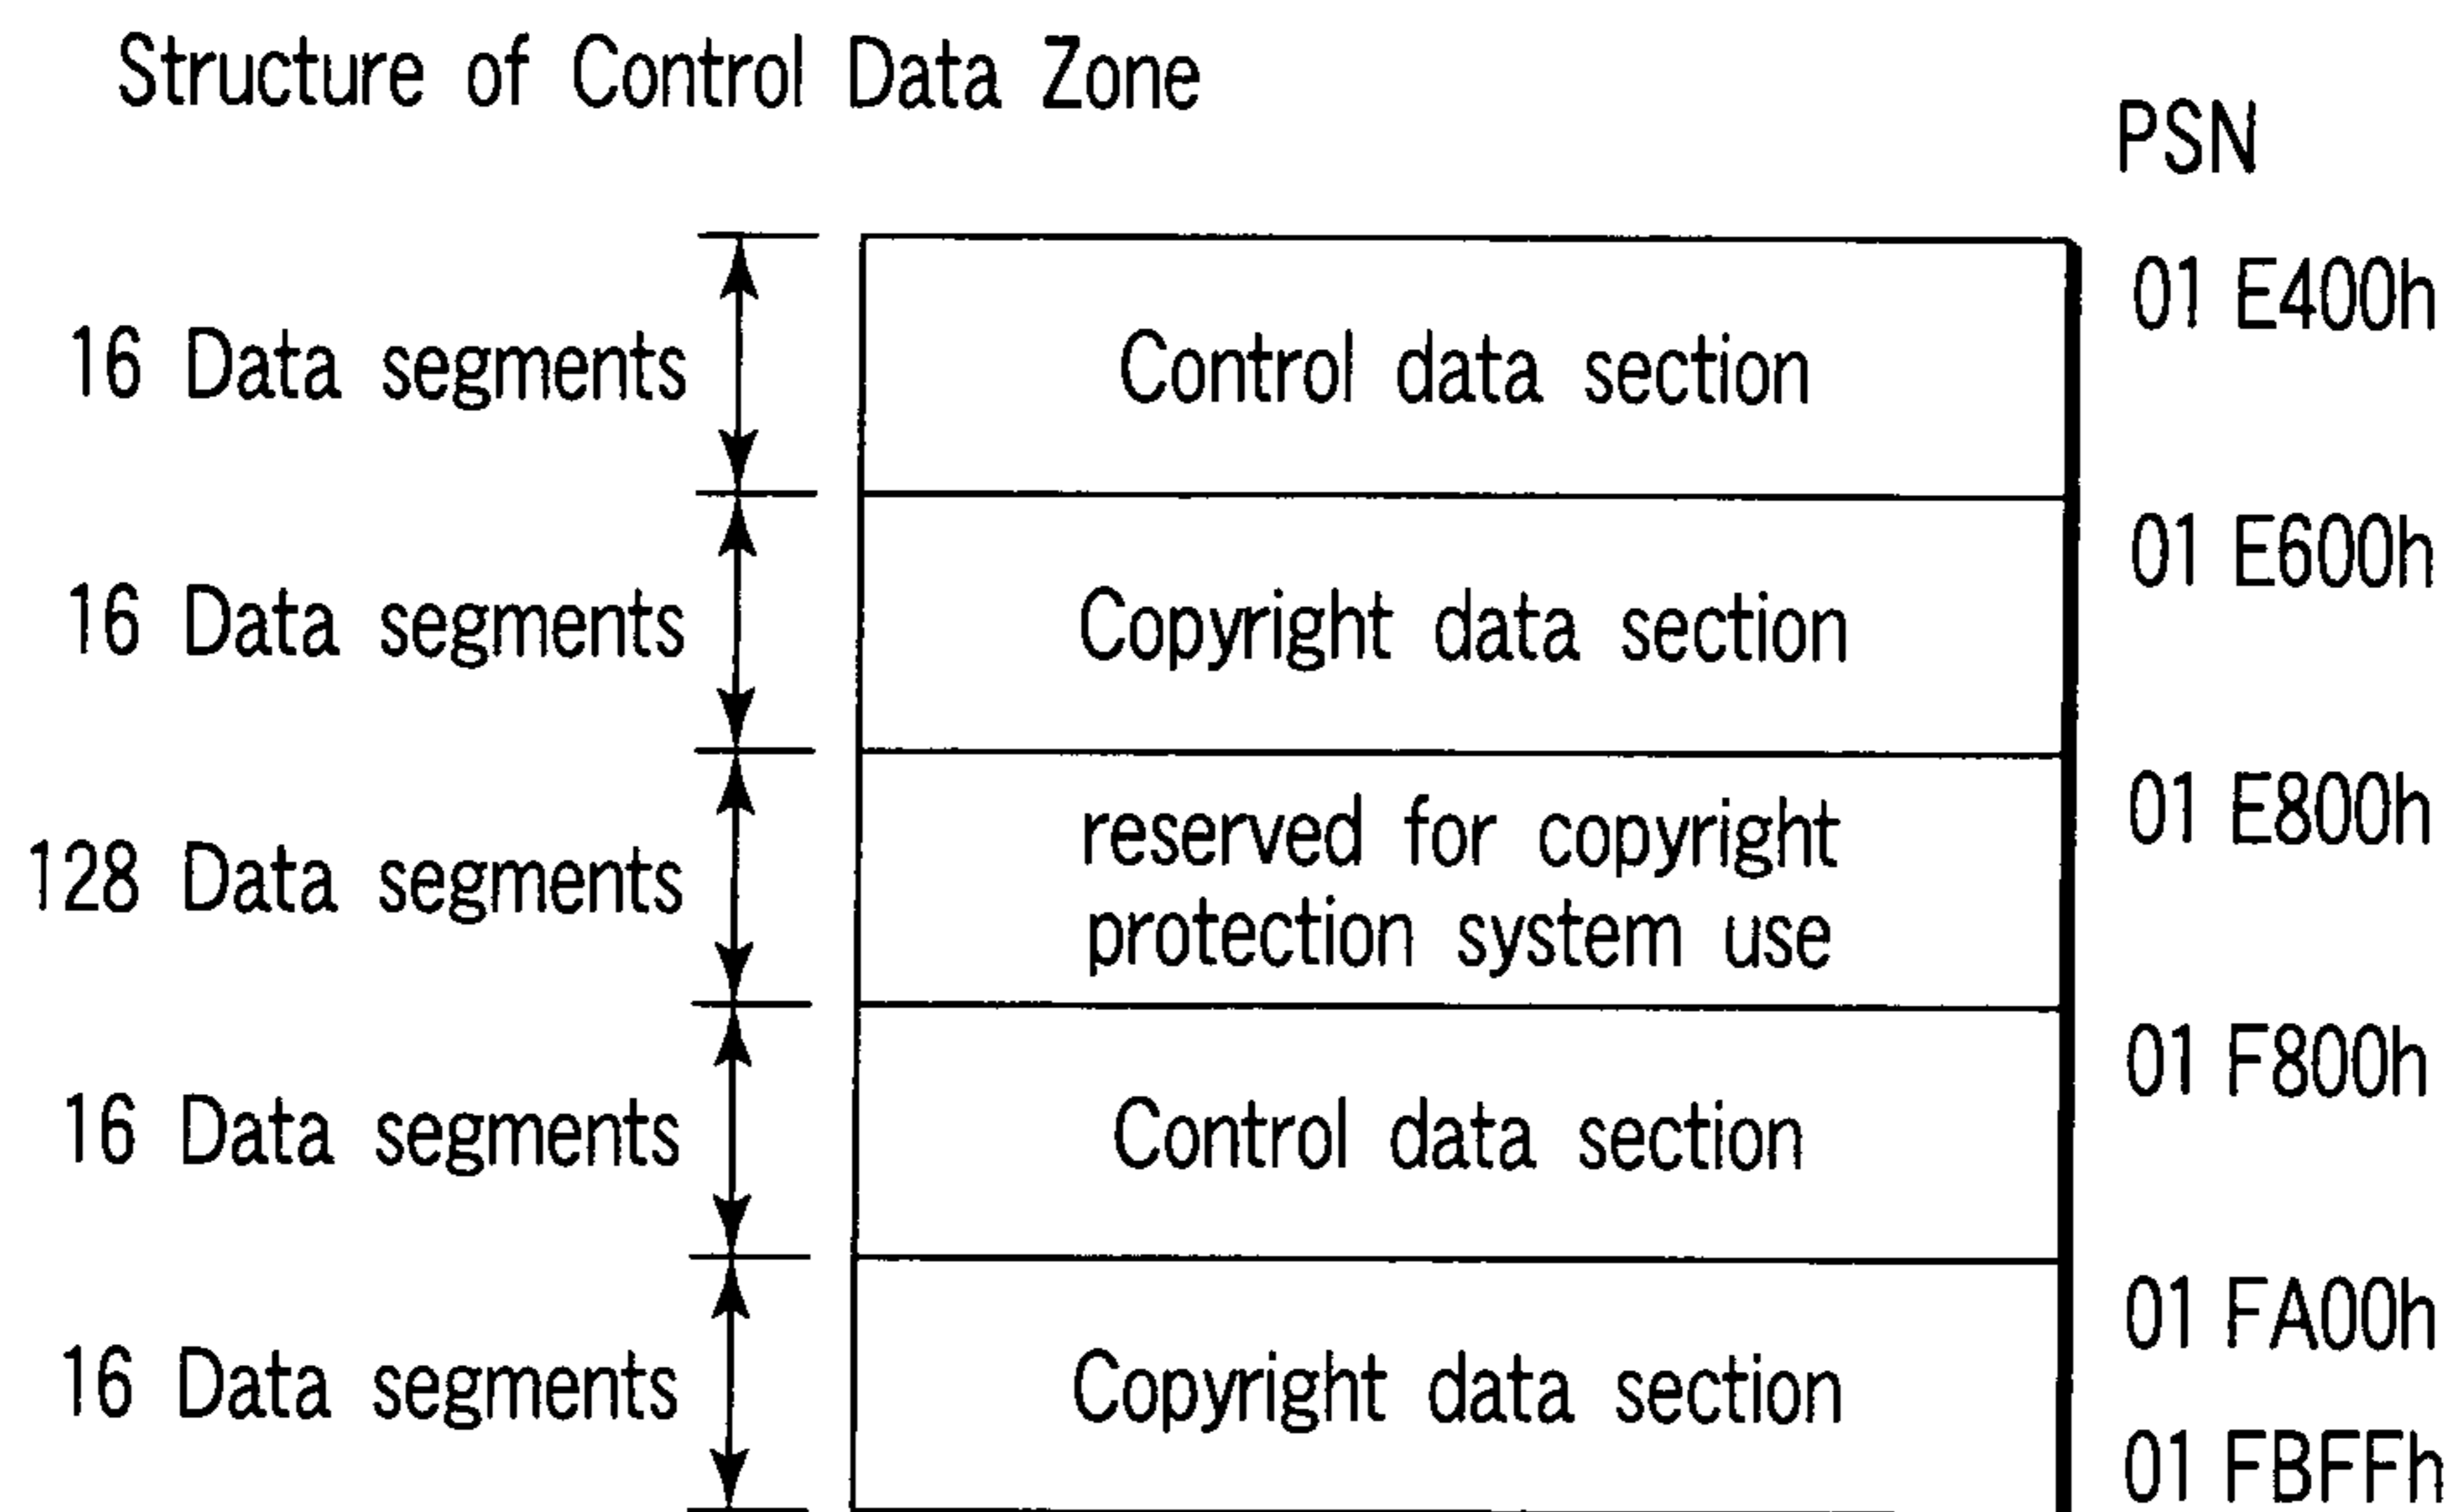 Structure of Control Data Zone
PSN
01 E400h
16 Data segments
Control data section
01 E600h
16 Data segments
Copyright data section
01 E800h
128 Data segments
reserved for copyright
protection system use
01 F800h
16 Data segments
Control data section
01 FA00h
16 Data segments
Copyright data section
01 FBFFh